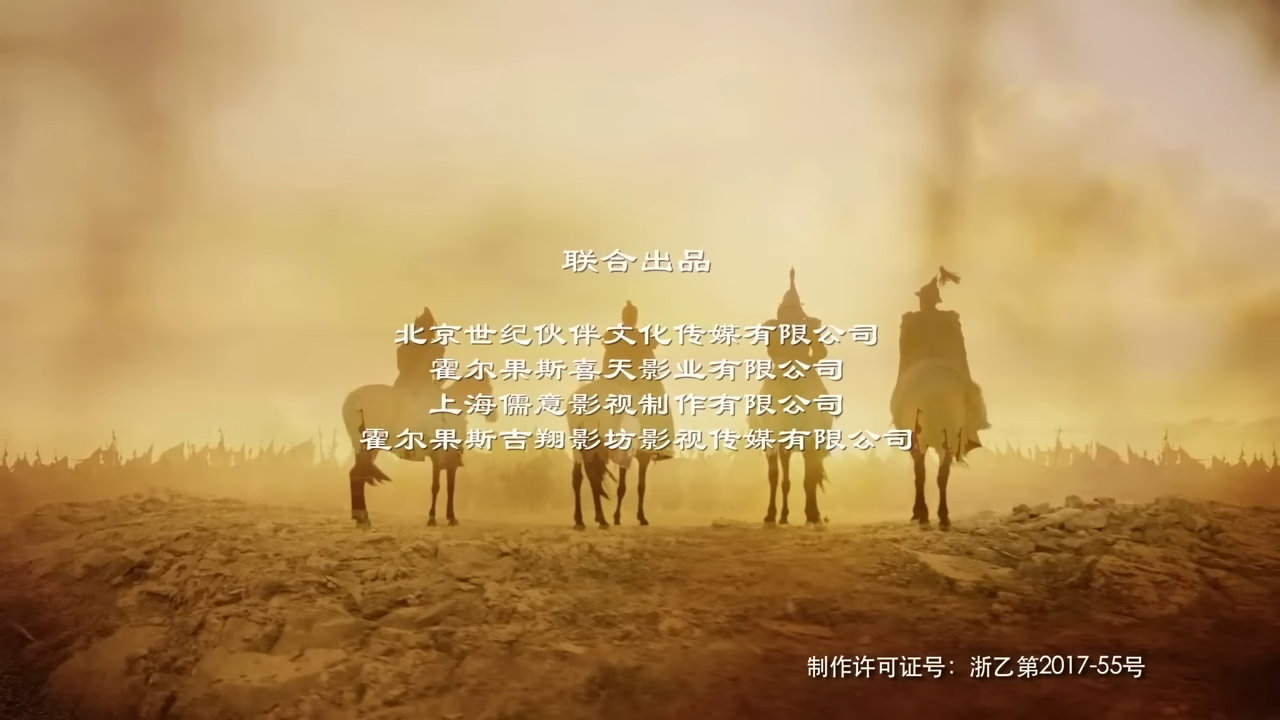 联合出品
北京世纪伙伴文化传媒有限公司
霍尔果斯喜天影业有限公司
上海儒意影视制作有限公司
霍尔果斯吉翔影坊影视传媒有限公司
制作许可证号：浙乙第2017-55号